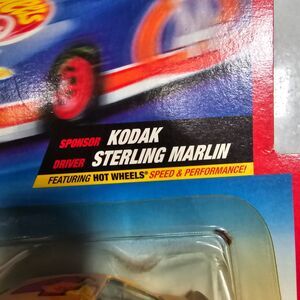 SPONSOR KODAK
DRIVER STERLING MARLIN
FEATURING HOT WHEELS® SPEED & PERFORMANCE!